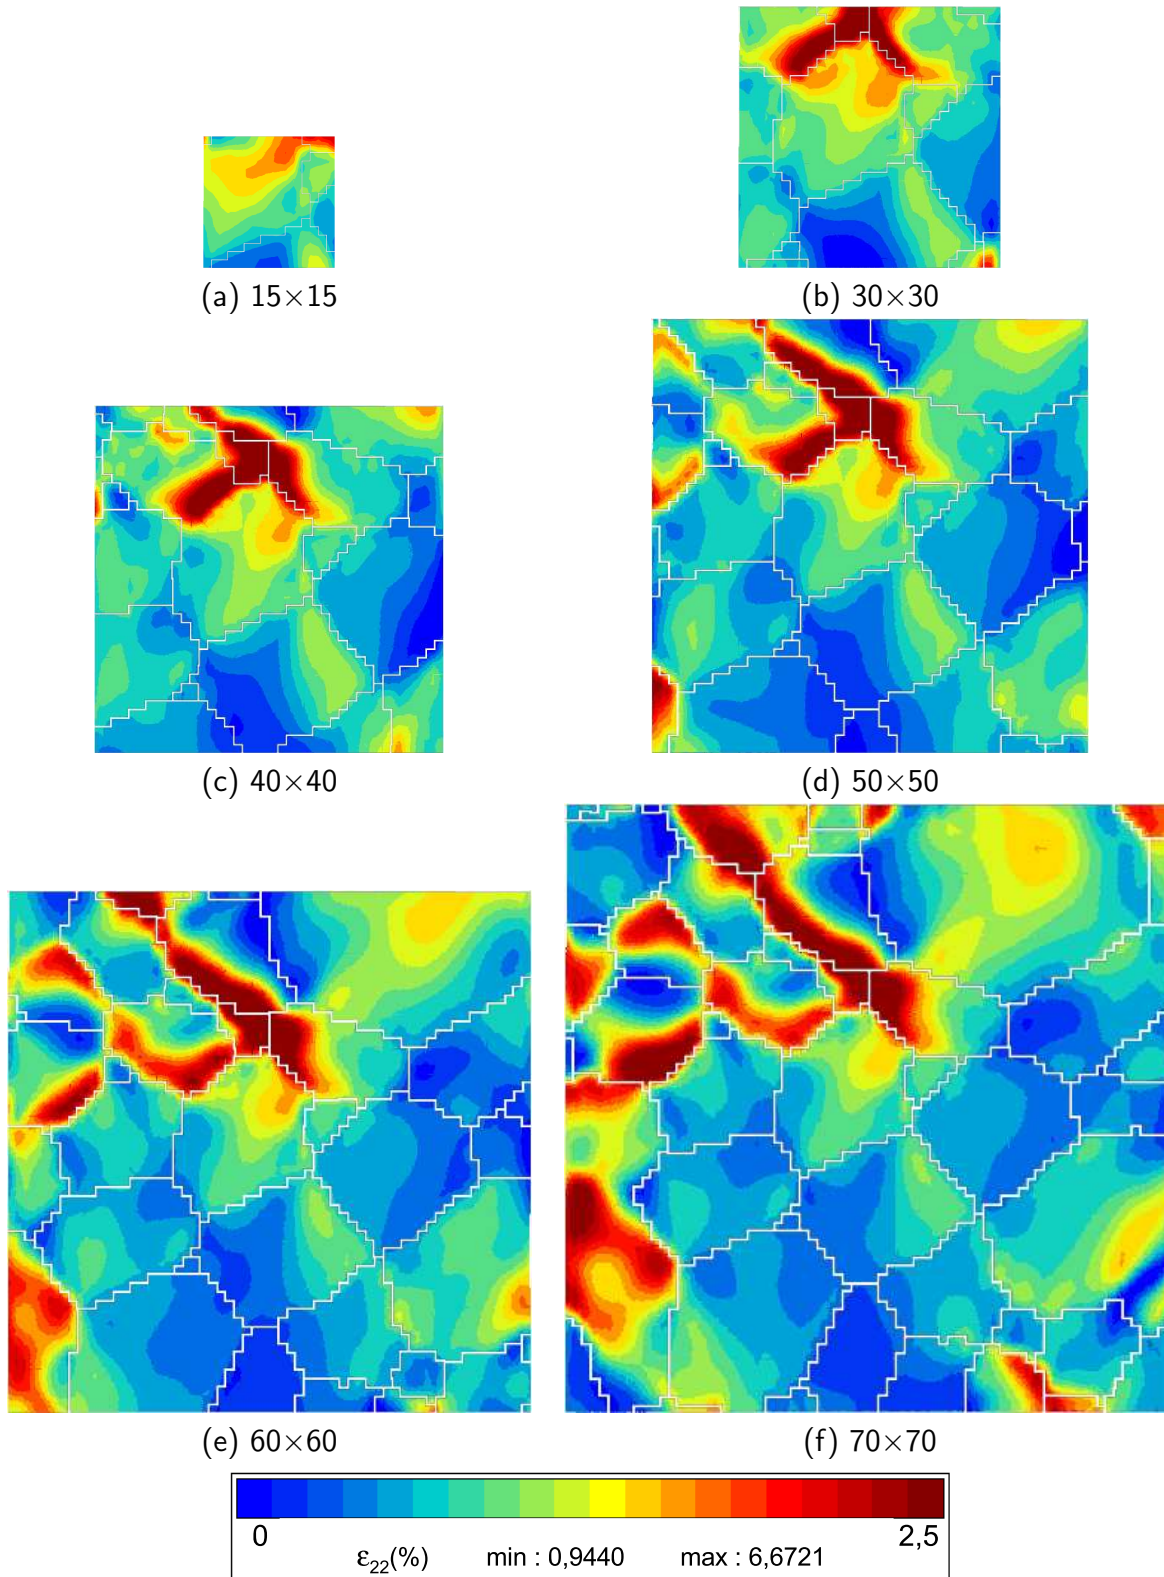 (a) 15×15
(b) 30×30
(c) 40×40
(d) 50×50
(e) 60×60
(f) 70×70
0 2,5
ε22(%) min : 0,9440 max : 6,6721